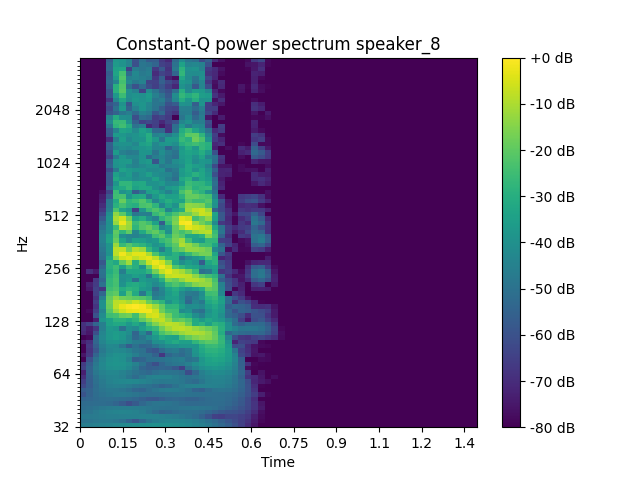 Constant-Q power spectrum speaker_8
Hz
2048
1024
512
256
128
64
32
0 0.15 0.3 0.45 0.6 0.75 0.9 1.1 1.2 1.4
Time
+0 dB
-10 dB
-20 dB
-30 dB
-40 dB
-50 dB
-60 dB
-70 dB
-80 dB